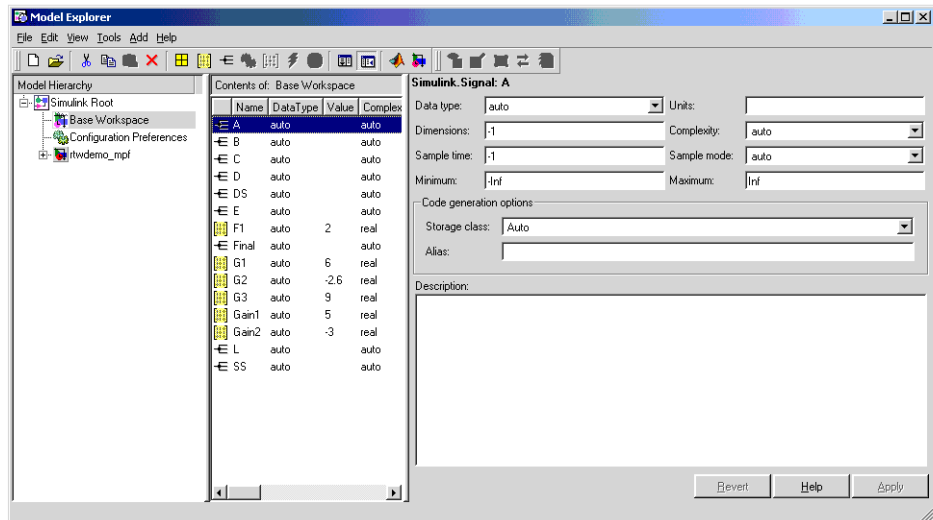 Model Explorer
File Edit View Tools Add Help
Model Hierarchy
Simulink Root
Base Workspace
Configuration Preferences
rtwdemo_mpf
Contents of: Base Workspace
Name DataType Value Complex
A auto auto
B auto auto
C auto auto
D auto auto
DS auto auto
E auto auto
F1 auto 2 real
Final auto auto
G1 auto 6 real
G2 auto -2.6 real
G3 auto 9 real
Gain1 auto 5 real
Gain2 auto -3 real
L auto auto
SS auto auto
Simulink.Signal: A
Data type: auto Units:
Dimensions: -1 Complexity: auto
Sample time: -1 Sample mode: auto
Minimum: -Inf Maximum: Inf
Code generation options
Storage class: Auto
Alias:
Description:
Revert Help Apply